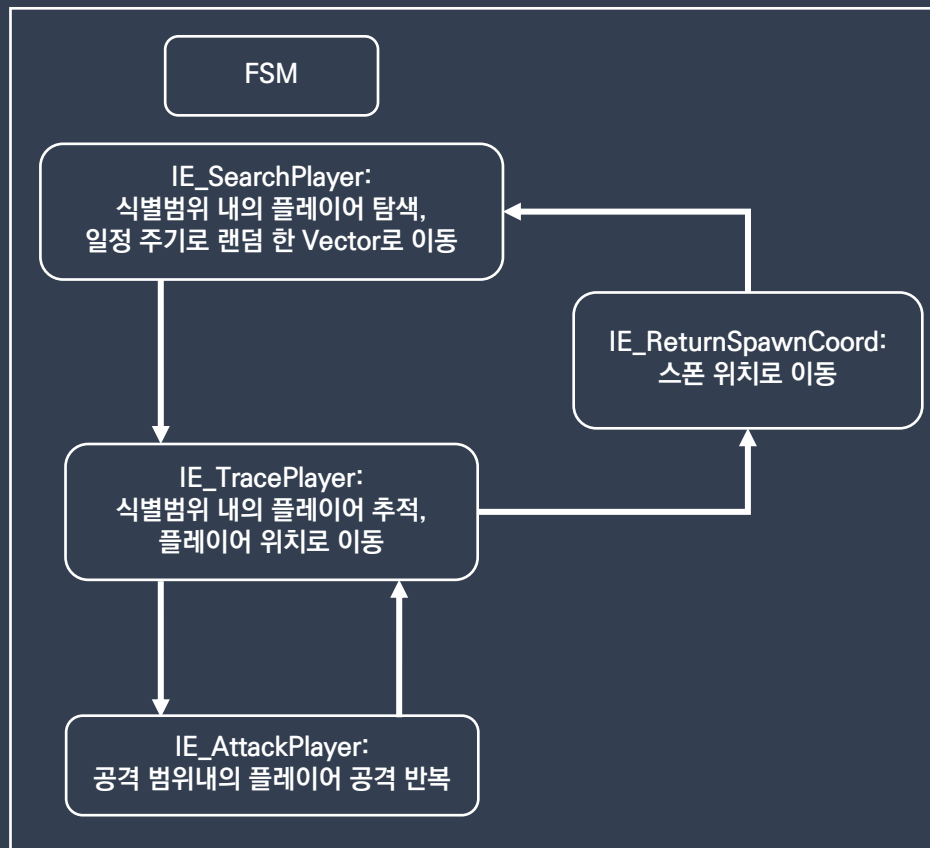 FSM
IE_SearchPlayer:
식별범위 내의 플레이어 탐색,
일정 주기로 랜덤 한 Vector로 이동
IE_ReturnSpawnCoord:
스폰 위치로 이동
IE_TracePlayer:
식별범위 내의 플레이어 추적,
플레이어 위치로 이동
IE_AttackPlayer:
공격 범위내의 플레이어 공격 반복